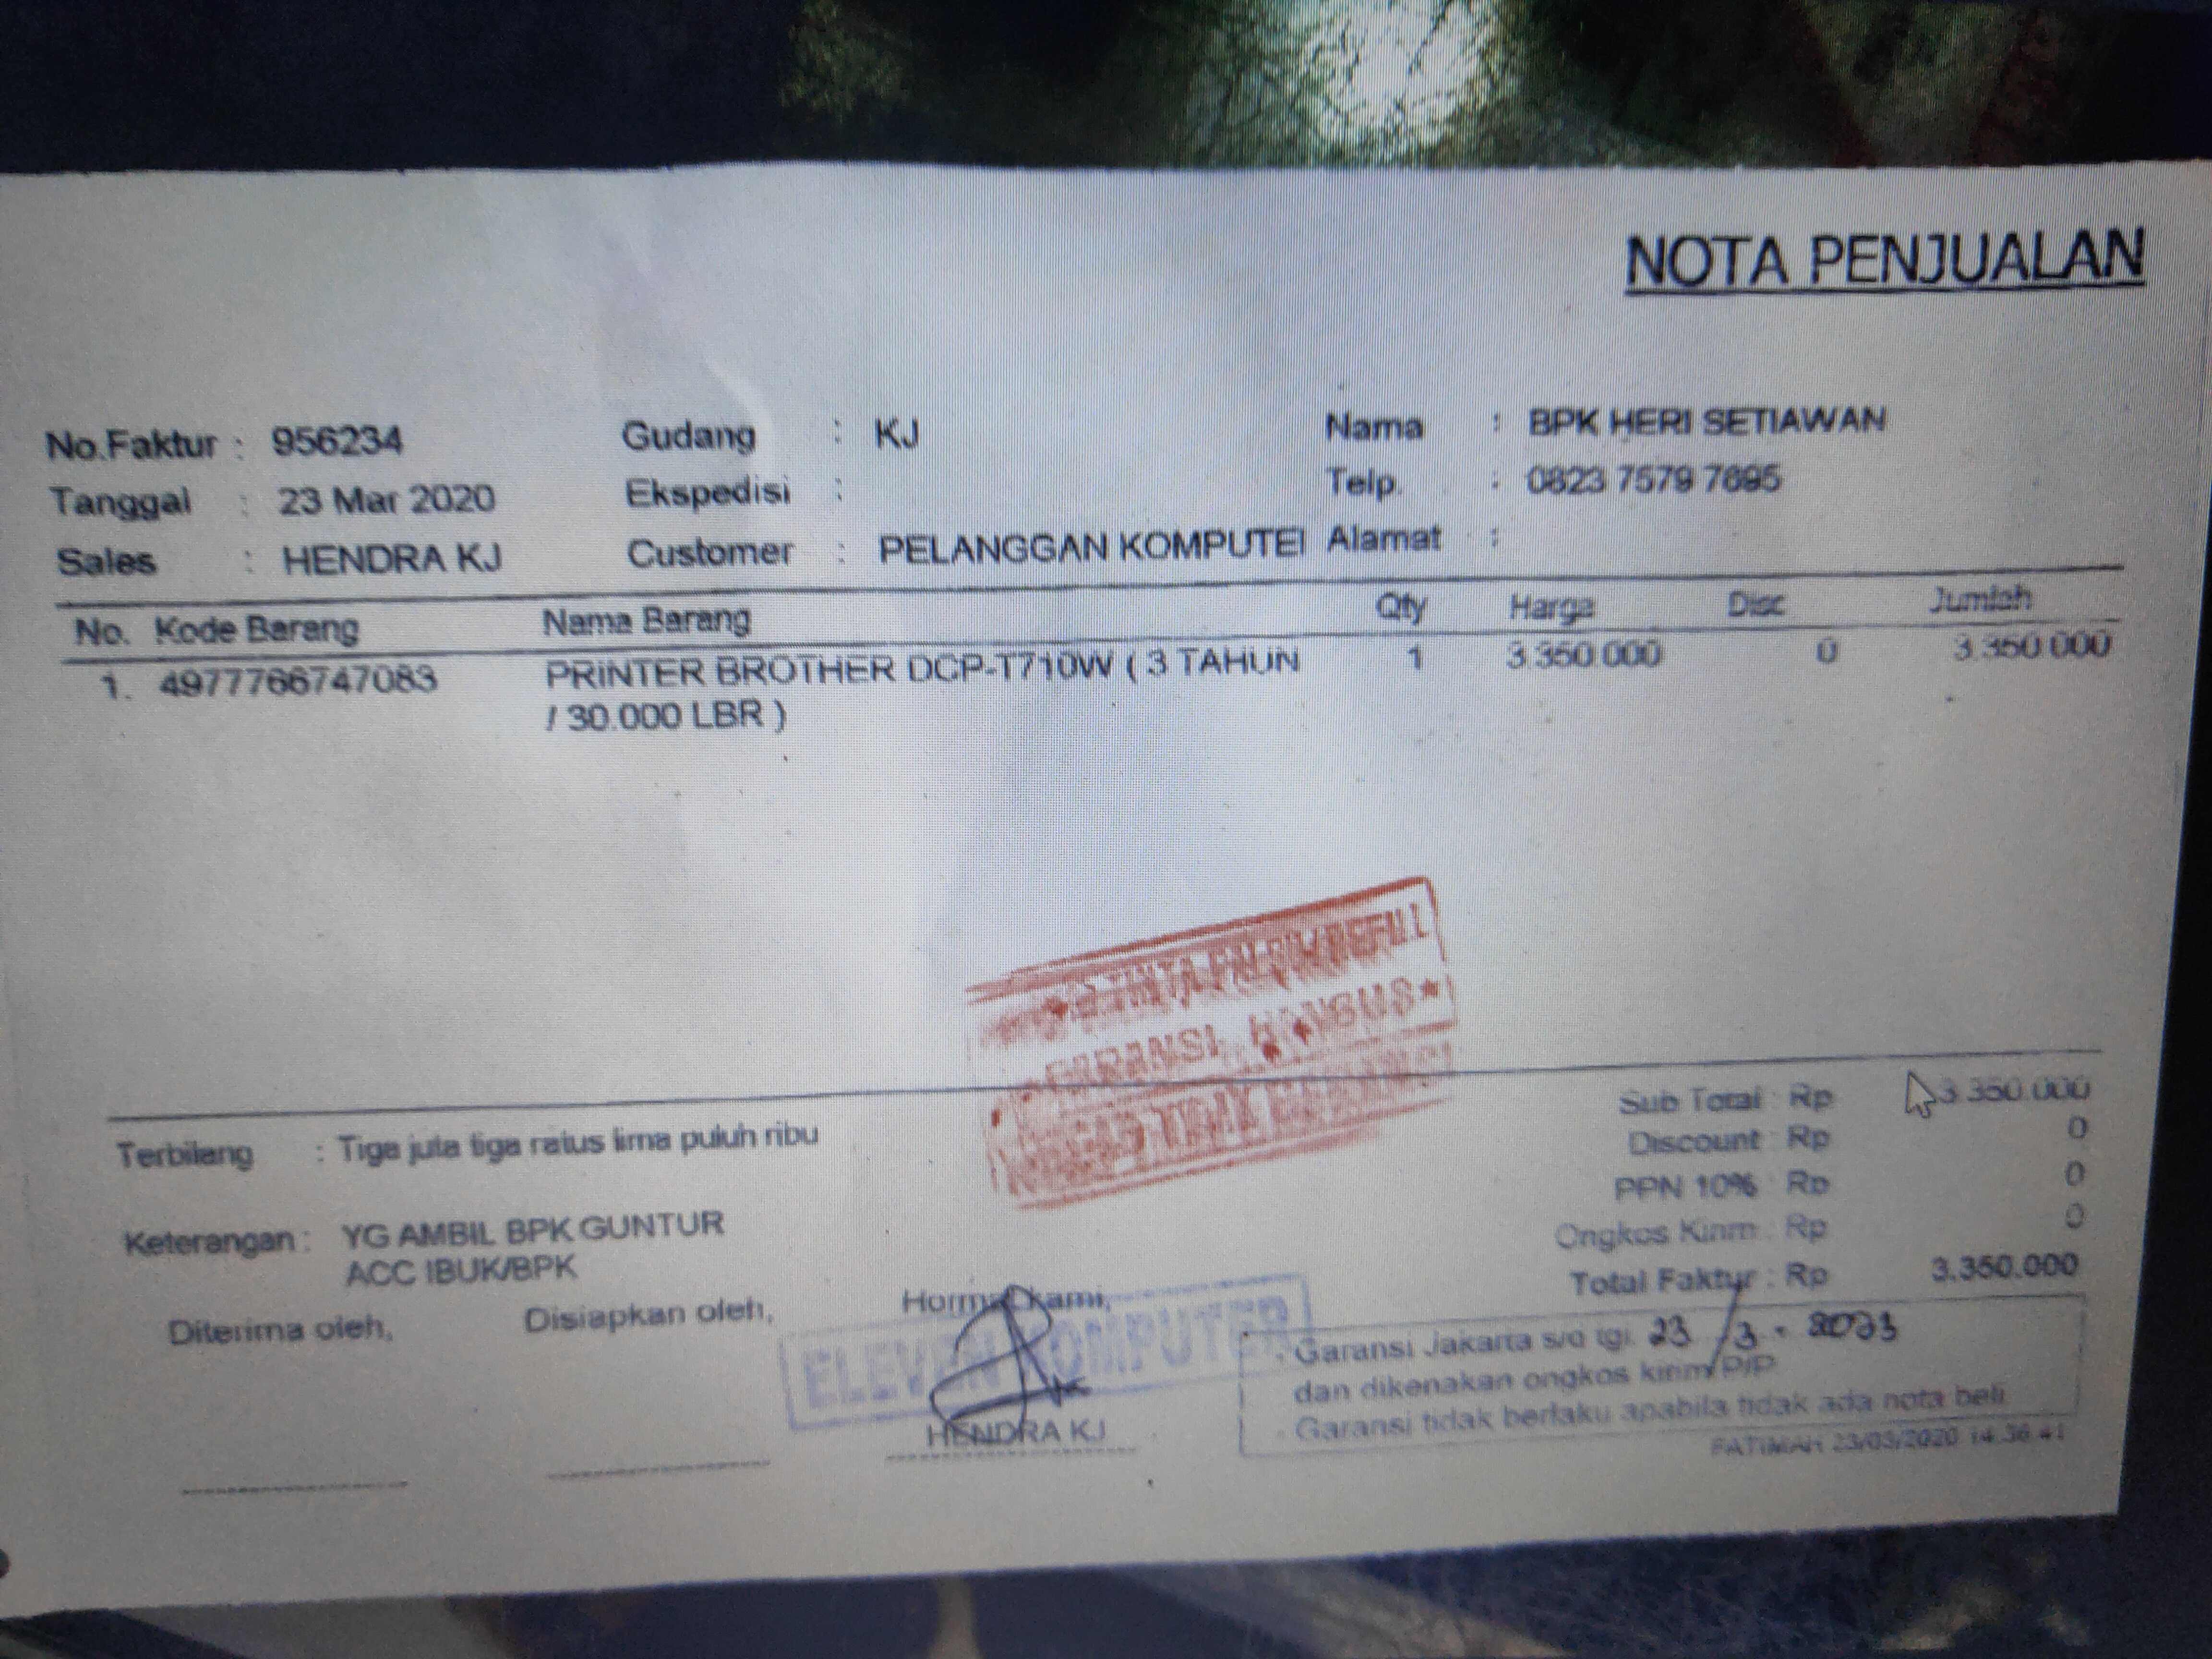 NOTA PENJUALAN
No.Faktur : 956234 Gudang : KJ Nama : BPK HERI SETIAWAN
Tanggal : 23 Mar 2020 Ekspedisi : Telp. : 0823 7579 7695
Sales : HENDRA KJ Customer : PELANGGAN KOMPUTEI Alamat :
No. Kode Barang Nama Barang Qty Harga Disc Jumlah
1. 4977766747083 PRINTER BROTHER DCP-T710W ( 3 TAHUN 1 3.350.000 0 3.350.000
/ 30.000 LBR )
GARANSI HANGUS
Sub Total : Rp 3.350.000
Terbilang : Tiga juta tiga ratus lima puluh ribu
Discount : Rp 0
PPN 10% : Rp 0
Ongkos Kirim : Rp 0
Total Faktur : Rp 3.350.000
Keterangan : YG AMBIL BPK GUNTUR
ACC IBUK/BPK
Diterima oleh, Disiapkan oleh, Hormat kami,
ELEVEN KOMPUTER
HENDRA KJ
- Garansi Jakarta s/d tgl. 23 / 3 - 2023
dan dikenakan ongkos kirim P/P
- Garansi tidak berlaku apabila tidak ada nota beli
FATIMAH 23/03/2020 14.36.41